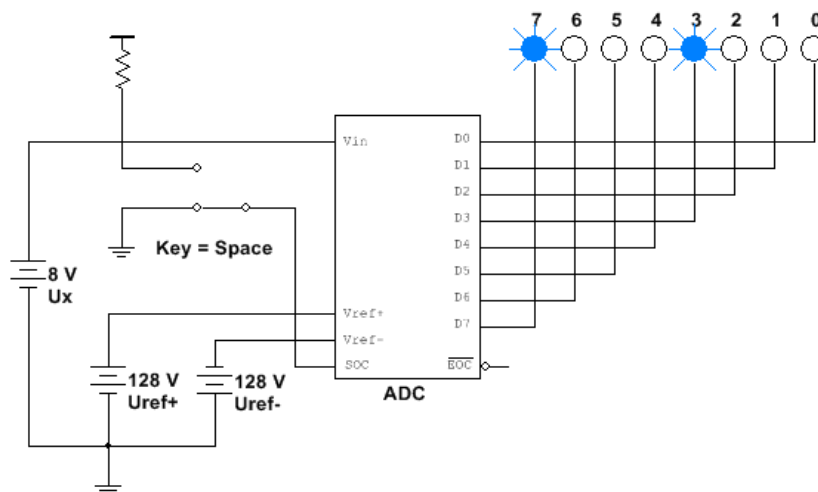 7 6 5 4 3 2 1 0
Vin D0
D1
D2
D3
Key = Space
D4
8 V
Ux
D5
D6
Vref+
D7
Vref-
SOC EOC
128 V
Uref+
128 V
Uref-
ADC